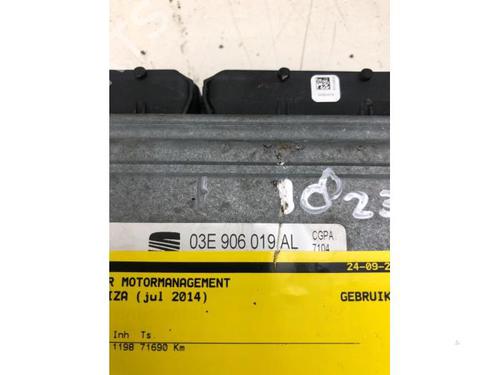 1823
03E 906 019 AL
CGPA
7104
24-09-2
R MOTORMANAGEMENT
IZA (jul 2014)
GEBRUIK
Inh Ts.
1198 71690 Km